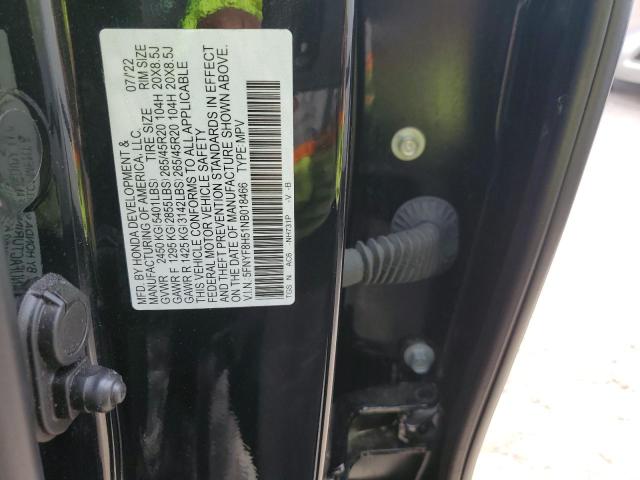 MFD. BY HONDA DEVELOPMENT & 07/'22
MANUFACTURING OF AMERICA, LLC. TIRE SIZE RIM SIZE
GVWR 2450 KG(5401LBS)
GAWR F 1295 KG(2855LBS) 265/45R20 104H 20X8.5J
GAWR R 1425 KG(3142LBS) 265/45R20 104H 20X8.5J
THIS VEHICLE CONFORMS TO ALL APPLICABLE
FEDERAL MOTOR VEHICLE SAFETY
AND THEFT PREVENTION STANDARDS IN EFFECT
ON THE DATE OF MANUFACTURE SHOWN ABOVE.
V.I.N. 5FNYF8H51NB018466 TYPE:MPV
TGS N AC6 -NH731P -V -B